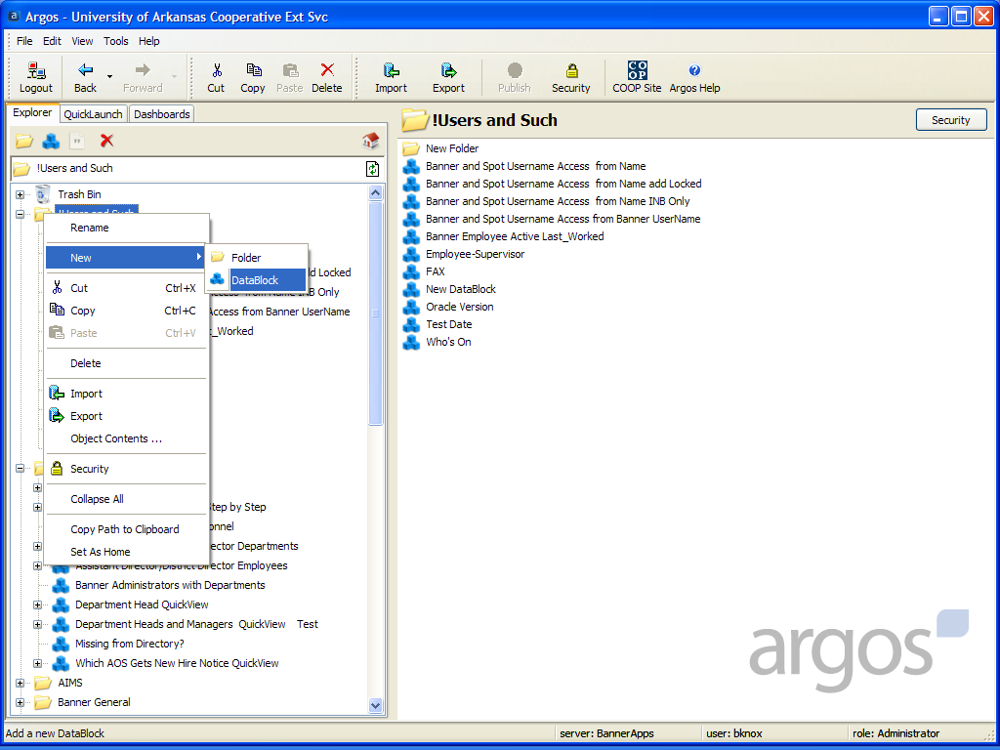 Argos - University of Arkansas Cooperative Ext Svc
File Edit View Tools Help
Logout Back Forward Cut Copy Paste Delete Import Export Publish Security COOP Site Argos Help
Explorer QuickLaunch Dashboards
!Users and Such
Trash Bin
!Users and Such
Rename
New
Folder
DataBlock
Cut Ctrl+X
Copy Ctrl+C
Paste Ctrl+V
Delete
Import
Export
Object Contents ...
Security
Collapse All
Copy Path to Clipboard
Set As Home
dd Locked
from Name INB Only
Access from Banner UserName
t_Worked
Step by Step
onnel
ector Departments
Assistant Director/District Director Employees
Banner Administrators with Departments
Department Head QuickView
Department Heads and Managers QuickView Test
Missing from Directory?
Which AOS Gets New Hire Notice QuickView
AIMS
Banner General
!Users and Such
Security
New Folder
Banner and Spot Username Access from Name
Banner and Spot Username Access from Name add Locked
Banner and Spot Username Access from Name INB Only
Banner and Spot Username Access from Banner UserName
Banner Employee Active Last_Worked
Employee-Supervisor
FAX
New DataBlock
Oracle Version
Test Date
Who's On
argos
Add a new DataBlock server: BannerApps user: bknox role: Administrator